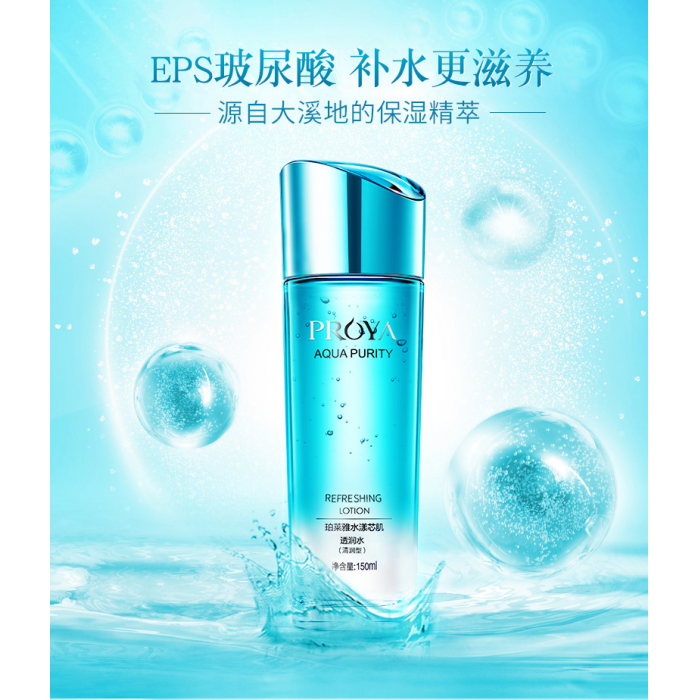 EPS玻尿酸 补水更滋养
源自大溪地的保湿精萃
PROYA
AQUA PURITY
REFRESHING
LOTION
珀莱雅水漾芯肌
透润水
（清润型）
净含量:150ml